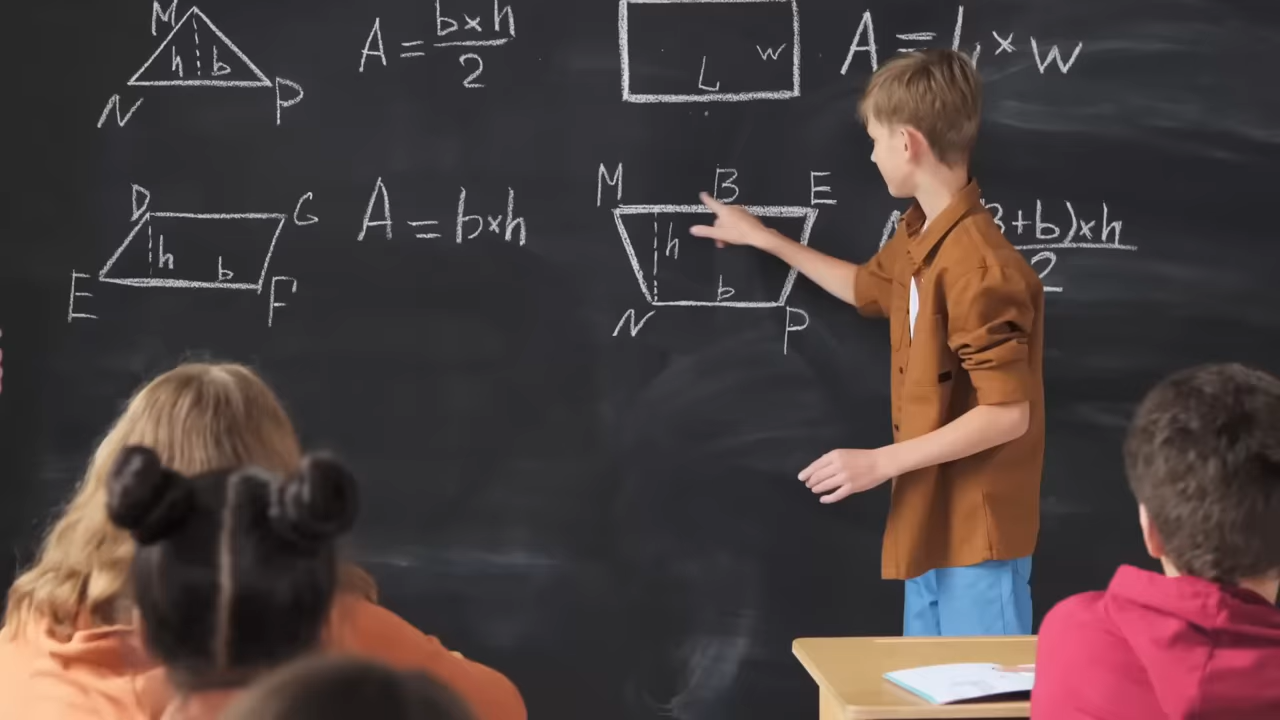 M
h b
N P
A = b×h
2
L w
A = L × w
D G
h b
E F
A = b×h
M B E
h
b
N P
B+b)×h
2